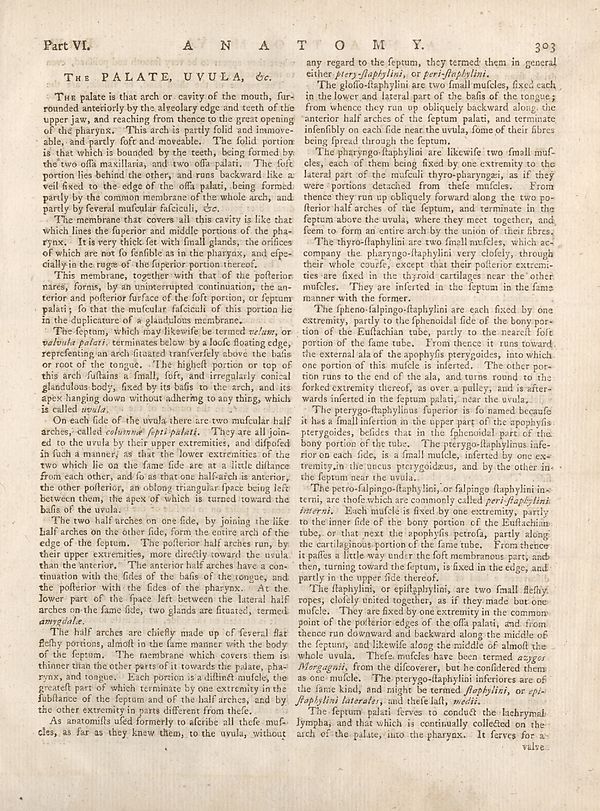 Part VI. A N A T O M Y. 303
THE PALATE, UVULA, &c.
THE palate is that arch or cavity of the mouth, ſur-
rounded anteriorly by the alveolary edge and teeth of the
upper jaw, and reaching from thence to the great opening
of the pharynx. This arch is partly ſolid and immove-
able, and partly ſoft and moveable. The ſolid portion
is that which is bounded by the teeth, being formed by
the two oſſa maxillaria, and two oſſa palati. The ſoft
portion lies behind the other, and runs backward like a
veil fixed to the edge of the oſſa palati, being formed
partly by the common membrane of the whole arch, and
partly by ſeveral muſcular faſciculi, &c.
The membrane that covers all this cavity is like that
which lines the ſuperior and middle portions of the pha-
rynx. It is very thick ſet with ſmall glands, the orifices
of which are not ſo ſenſible as in the pharynx, and eſpe-
cially in the rugæ of the ſuperior portion thereof.
This membrane, together with that of the poſterior
nares, forms, by an uninterrupted continuation, the an-
terior and poſterior ſurface of the ſoft portion, or ſeptum
palati; ſo that the muſcular faſciculi of this portion lie
in the duplicature of a glandulous membrane.
The ſeptum, which may likewiſe be termed velum, or
valvula palati, terminates below by a looſe floating edge,
repreſenting an arch ſituated tranſverſely above the baſis
or root of the tongue. The higheſt portion or top of
this arch ſuſtains a ſmall, ſoft, and irregularly conical
glandulous body, fixed by its baſis to the arch, and its
apex hanging down without adhering to any thing, which
is called uvula.
On each ſide of the uvula there are two muſcular half
arches, called columnæ ſepti palati. They are all join-
ed to the uvula by their upper extremities, and diſpoſed
in ſuch a manner, as that the lower extremities of the
two which lie on the ſame ſide are at a little diſtance
from each other, and ſo as that one half-arch is anterior,
the other poſterior, an oblong triangular ſpace being left
between them, the apex of which is turned toward the
baſis of the uvula.
The two half arches on one ſide, by joining the like
half arches on the other ſide, form the entire arch of the
edge of the ſeptum. The poſterior half arches run, by
their upper extremities, more directly toward the uvula
than the anterior. The anterior half arches have a con-
tinuation with the ſides of the baſis of the tongue, and
the poſterior with the ſides of the pharynx. At the
lower part of the ſpace left between the lateral half
arches on the ſame ſide, two glands are ſituated, termed
amygdalæ.
The half arches are chiefly made up of ſeveral flat
fleſhy portions, almoſt in the ſame manner with the body
of the ſeptum. The membrane which covers them is
thinner than the other parts of it towards the palate, pha-
rynx, and tongue. Each portion is a diſtinct muſcle, the
greateſt part of which terminate by one extremity in the
ſubſtance of the ſeptum and of the half arches, and by
the other extremity in parts different from theſe.
As anatomiſts uſed formerly to aſcribe all theſe muſ-
cles, as far as they knew them, to the uvula, without
any regard to the ſeptum, they termed them in general
either ptery-ſtaphylini, or peri-ſtaphylini.
The gloſſo-ſtaphylini are two ſmall muſcles, fixed each
in the lower and lateral part of the baſis of the tongue;
from whence they run up obliquely backward along the
anterior half arches of the ſeptum palati, and terminate
inſenſibly on each ſide near the uvula, ſome of their fibres
being ſpread through the ſeptum.
The pharyngo-ſtaphylini are likewiſe two ſmall muſ-
cles, each of them being fixed by one extremity to the
lateral part of the muſculi thyro-pharyngæi, as if they
were portions detached from theſe muſcles. From
thence they run up obliquely forward along the two po-
ſterior half arches of the ſeptum, and terminate in the
ſeptum above the uvula, where they meet together, and
ſeem to form an entire arch by the union of their fibres.
The thyro-ſtaphylini are two ſmall muſcles, which ac-
company the pharyngo-ſtaphylini very cloſely, through
their whole courſe, except that their poſterior extremi-
ties are fixed in the thyroid cartilages near the other
muſcles. They are inſerted in the ſeptum in the ſame
manner with the former.
The ſpheno-ſalpingo-ſtaphylini are each fixed by one
extremity, partly to the ſphenoidal ſide of the bony por-
tion of the Euſtachian tube, partly to the neareſt ſoft
portion of the ſame tube. From thence it runs toward
the external ala of the apophyſis pterygoides, into which
one portion of this muſcle is inſerted. The other por-
tion runs to the end of the ala, and turns round to the
forked extremity thereof, as over a pulley, and is after-
wards inſerted in the ſeptum palati, near the uvula.
The pterygo-ſtaphylinus ſuperior is ſo named becauſe
it has a ſmall inſertion in the upper part of the apophyſis
pterygoides, beſides that in the ſphenoidal part of the
bony portion of the tube. The pterygo-ſtaphylinus infe-
rior on each ſide, is a ſmall muſcle, inſerted by one ex-
tremity in the uncus pterygoidæus, and by the other in
the ſeptum near the uvula.
The petro-ſalpingo-ſtaphylini, or ſalpingo ſtaphylini in-
terni, are thoſe which are commonly called peri-ſtaphylini
interni. Each muſcle is fixed by one extremity, partly
to the inner ſide of the bony portion of the Euſtachian
tube, or that next the apophyſis petroſa, partly along
the cartilaginous portion of the ſame tube. From thence
it paſſes a little way under the ſoft membranous part, and
then, turning toward the ſeptum, is fixed in the edge, and
partly in the upper ſide thereof.
The ſtaphylini, or epiſtaphylini, are two ſmall fleſhy
ropes, cloſely united together, as if they made but one
muſcle. They are fixed by one extremity in the common
point of the poſterior edges of the oſſa palati, and from
thence run downward and backward along the middle of
the ſeptum, and likewiſe along the middle of almoſt the
whole uvula. Theſe muſcles have been termed azygos
Morgagnii, from the diſcoverer, but he conſidered them
as one muſcle. The pterygo-ſtaphylini inferiores are of
the ſame kind, and might be termed ſtaphylini, or epi-
ſtaphylini laterales, and theſe laſt, medii.
The ſeptum palati ſerves to conduct the lachrymal
lympha, and that which is continually collected on the
arch of the palate, into the pharynx. It ſerves for a
valve